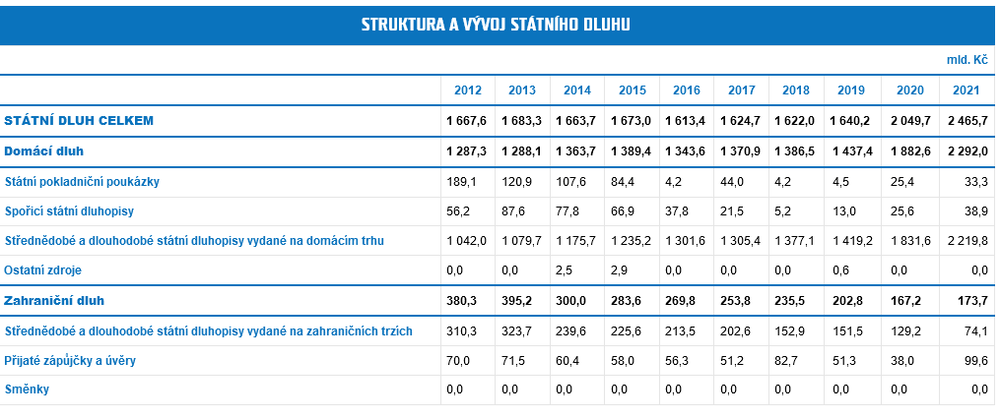 STRUKTURA A VÝVOJ STÁTNÍHO DLUHU
mld. Kč
2012 2013 2014 2015 2016 2017 2018 2019 2020 2021
STÁTNÍ DLUH CELKEM 1 667,6 1 683,3 1 663,7 1 673,0 1 613,4 1 624,7 1 622,0 1 640,2 2 049,7 2 465,7
Domácí dluh 1 287,3 1 288,1 1 363,7 1 389,4 1 343,6 1 370,9 1 386,5 1 437,4 1 882,6 2 292,0
Státní pokladniční poukázky 189,1 120,9 107,6 84,4 4,2 44,0 4,2 4,5 25,4 33,3
Spořicí státní dluhopisy 56,2 87,6 77,8 66,9 37,8 21,5 5,2 13,0 25,6 38,9
Střednědobé a dlouhodobé státní dluhopisy vydané na domácím trhu 1 042,0 1 079,7 1 175,7 1 235,2 1 301,6 1 305,4 1 377,1 1 419,2 1 831,6 2 219,8
Ostatní zdroje 0,0 0,0 2,5 2,9 0,0 0,0 0,0 0,6 0,0 0,0
Zahraniční dluh 380,3 395,2 300,0 283,6 269,8 253,8 235,5 202,8 167,2 173,7
Střednědobé a dlouhodobé státní dluhopisy vydané na zahraničních trzích 310,3 323,7 239,6 225,6 213,5 202,6 152,9 151,5 129,2 74,1
Přijaté zápůjčky a úvěry 70,0 71,5 60,4 58,0 56,3 51,2 82,7 51,3 38,0 99,6
Směnky 0,0 0,0 0,0 0,0 0,0 0,0 0,0 0,0 0,0 0,0